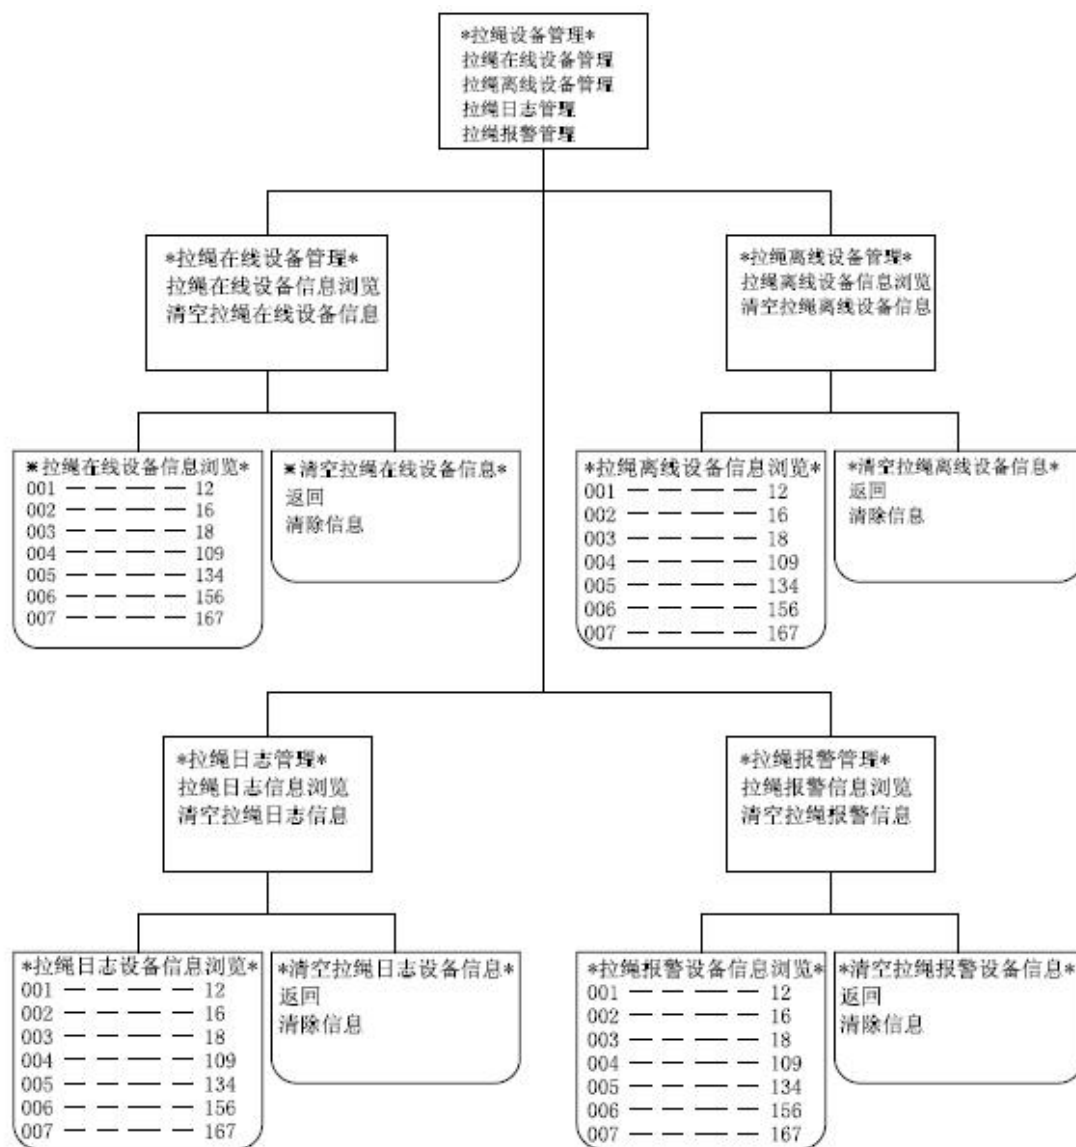 *拉绳设备管理*
拉绳在线设备管理
拉绳离线设备管理
拉绳日志管理
拉绳报警管理
*拉绳在线设备管理*
拉绳在线设备信息浏览
清空拉绳在线设备信息
*拉绳离线设备管理*
拉绳离线设备信息浏览
清空拉绳离线设备信息
*拉绳在线设备信息浏览*
001 — — — — 12
002 — — — — 16
003 — — — — 18
004 — — — — 109
005 — — — — 134
006 — — — — 156
007 — — — — 167
*清空拉绳在线设备信息*
返回
清除信息
*拉绳离线设备信息浏览*
001 — — — — 12
002 — — — — 16
003 — — — — 18
004 — — — — 109
005 — — — — 134
006 — — — — 156
007 — — — — 167
*清空拉绳离线设备信息*
返回
清除信息
*拉绳日志管理*
拉绳日志信息浏览
清空拉绳日志信息
*拉绳报警管理*
拉绳报警信息浏览
清空拉绳报警信息
*拉绳日志设备信息浏览*
001 — — — — 12
002 — — — — 16
003 — — — — 18
004 — — — — 109
005 — — — — 134
006 — — — — 156
007 — — — — 167
*清空拉绳日志设备信息*
返回
清除信息
*拉绳报警设备信息浏览*
001 — — — — 12
002 — — — — 16
003 — — — — 18
004 — — — — 109
005 — — — — 134
006 — — — — 156
007 — — — — 167
*清空拉绳报警设备信息*
返回
清除信息